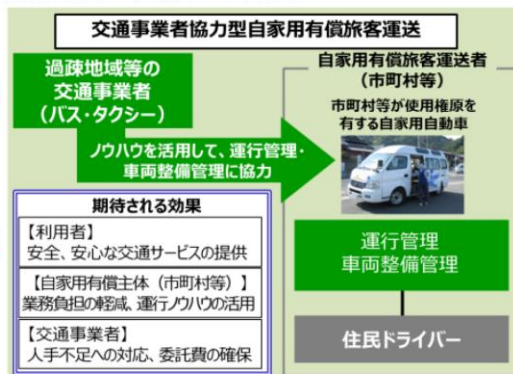 交通事業者協力型自家用有償旅客運送
過疎地域等の
交通事業者
（バス・タクシー）
ノウハウを活用して、運行管理・
車両整備管理に協力
自家用有償旅客運送者
（市町村等）
市町村等が使用権原を
有する自家用自動車
運行管理
車両整備管理
住民ドライバー
期待される効果
【利用者】
安全、安心な交通サービスの提供
【自家用有償主体（市町村等）】
業務負担の軽減、運行ノウハウの活用
【交通事業者】
人手不足への対応、委託費の確保